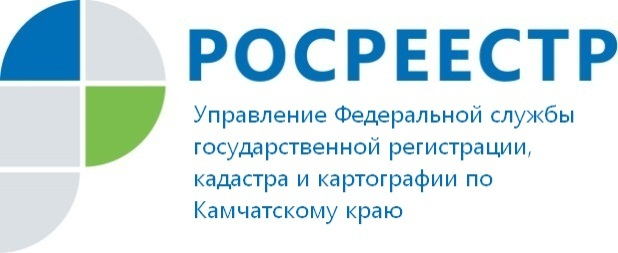 РОСРЕЕСТР
Управление Федеральной службы
государственной регистрации,
кадастра и картографии по
Камчатскому краю